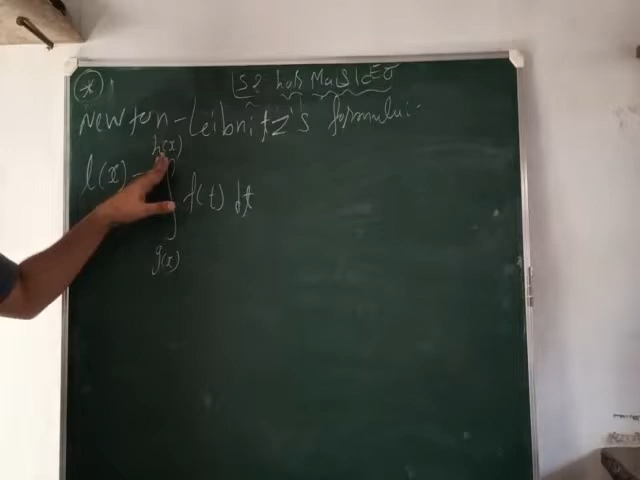 Newton-Leibnitz's formula:
h(x)
l(x) = ∫ f(t) dt
g(x)